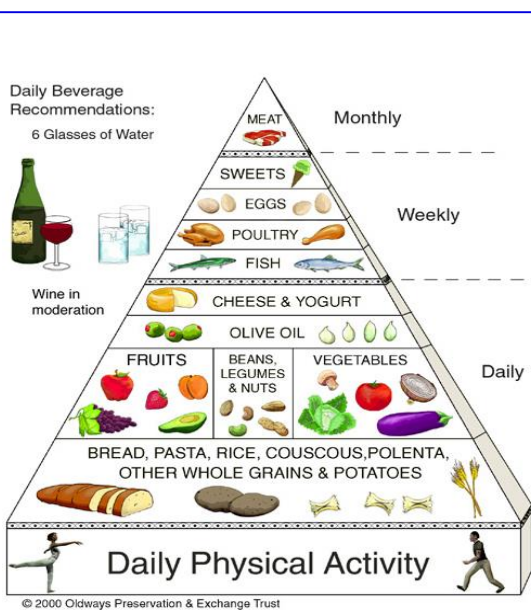 Daily Beverage
Recommendations:
6 Glasses of Water
Wine in
moderation
MEAT
Monthly
SWEETS
EGGS
POULTRY
FISH
Weekly
CHEESE & YOGURT
OLIVE OIL
FRUITS
BEANS,
LEGUMES
& NUTS
VEGETABLES
Daily
BREAD, PASTA, RICE, COUSCOUS,POLENTA,
OTHER WHOLE GRAINS & POTATOES
Daily Physical Activity
© 2000 Oldways Preservation & Exchange Trust